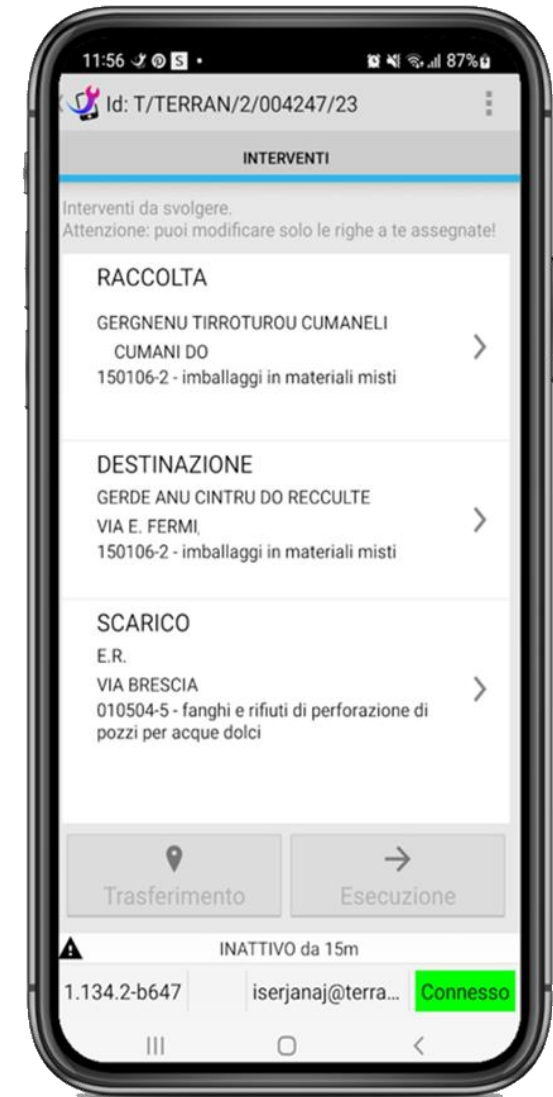 11:56 S •
87%
Id: T/TERRAN/2/004247/23
INTERVENTI
Interventi da svolgere.
Attenzione: puoi modificare solo le righe a te assegnate!
RACCOLTA
GERGNENU TIRROTUROU CUMANELI
CUMANI DO
150106-2 - imballaggi in materiali misti
DESTINAZIONE
GERDE ANU CINTRU DO RECCULTE
VIA E. FERMI,
150106-2 - imballaggi in materiali misti
SCARICO
E.R.
VIA BRESCIA
010504-5 - fanghi e rifiuti di perforazione di
pozzi per acque dolci
Trasferimento
Esecuzione
INATTIVO da 15m
1.134.2-b647
iserjanaj@terra...
Connesso